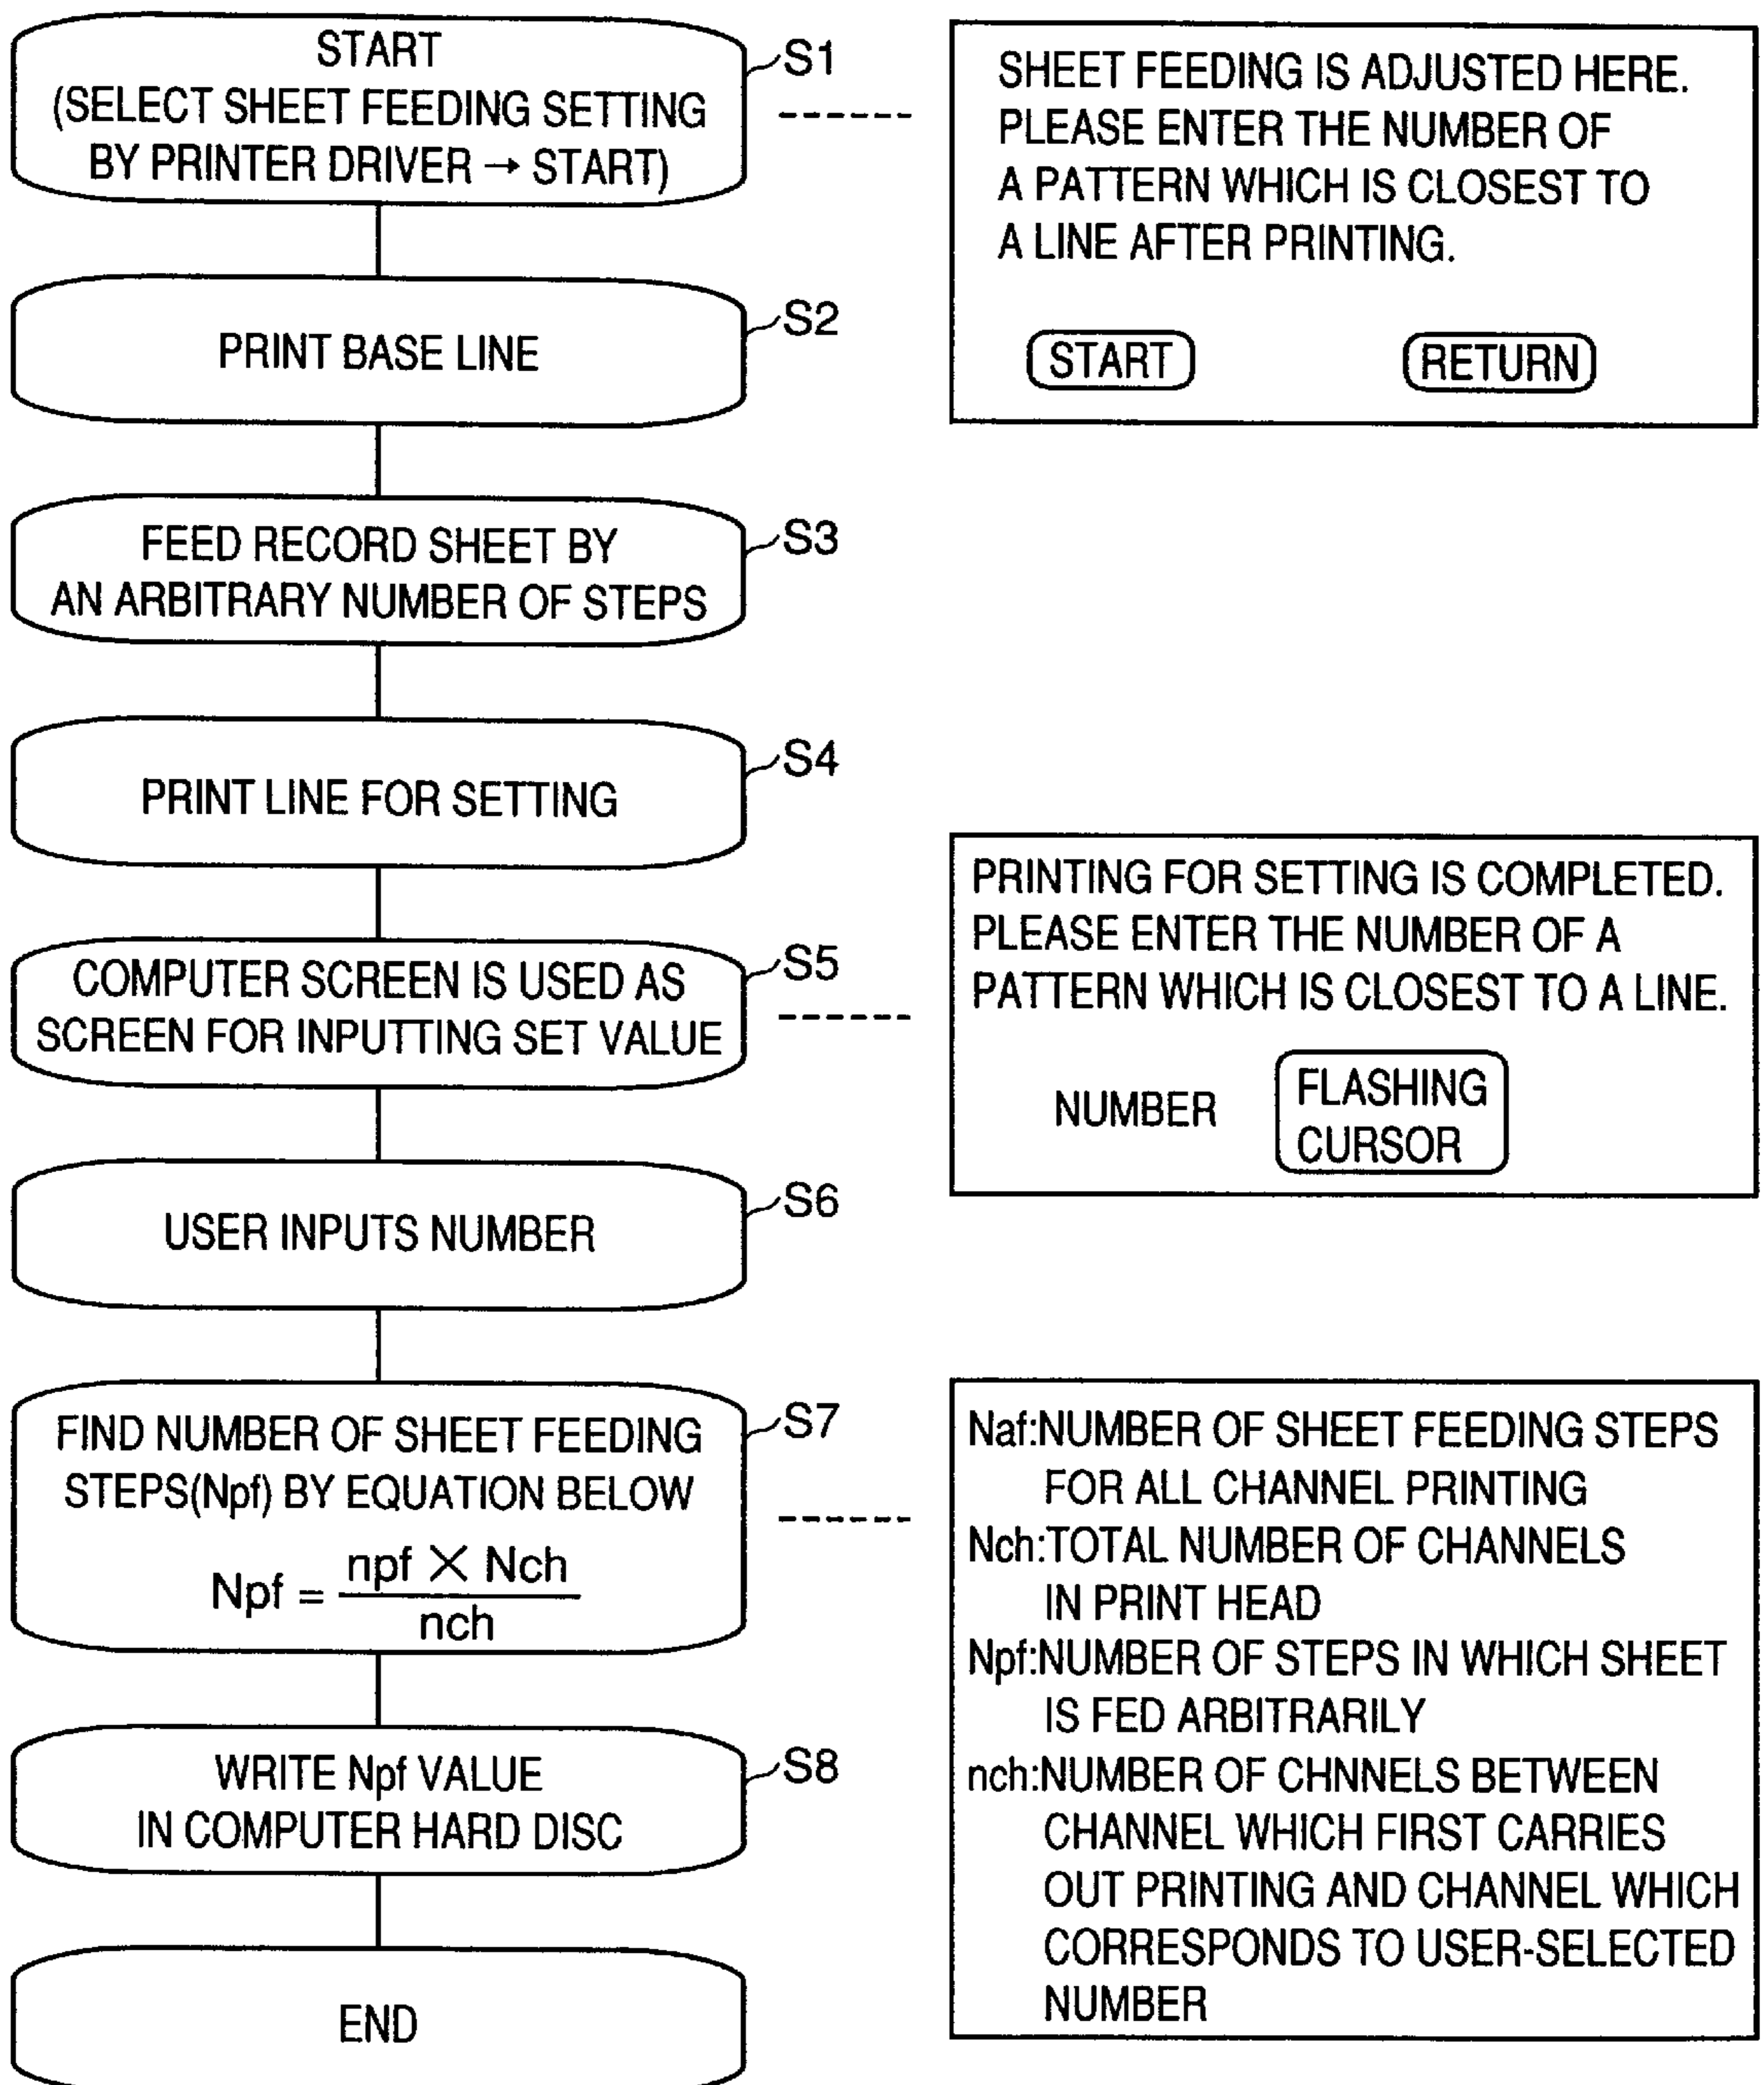 START
(SELECT SHEET FEEDING SETTING
BY PRINTER DRIVER → START)
S1
SHEET FEEDING IS ADJUSTED HERE.
PLEASE ENTER THE NUMBER OF
A PATTERN WHICH IS CLOSEST TO
A LINE AFTER PRINTING.
START
RETURN
PRINT BASE LINE
S2
FEED RECORD SHEET BY
AN ARBITRARY NUMBER OF STEPS
S3
PRINT LINE FOR SETTING
S4
COMPUTER SCREEN IS USED AS
SCREEN FOR INPUTTING SET VALUE
S5
PRINTING FOR SETTING IS COMPLETED.
PLEASE ENTER THE NUMBER OF A
PATTERN WHICH IS CLOSEST TO A LINE.
NUMBER
FLASHING
CURSOR
USER INPUTS NUMBER
S6
FIND NUMBER OF SHEET FEEDING
STEPS(Npf) BY EQUATION BELOW
Npf = npf × Nch
nch
S7
Naf:NUMBER OF SHEET FEEDING STEPS
FOR ALL CHANNEL PRINTING
Nch:TOTAL NUMBER OF CHANNELS
IN PRINT HEAD
Npf:NUMBER OF STEPS IN WHICH SHEET
IS FED ARBITRARILY
nch:NUMBER OF CHNNELS BETWEEN
CHANNEL WHICH FIRST CARRIES
OUT PRINTING AND CHANNEL WHICH
CORRESPONDS TO USER-SELECTED
NUMBER
WRITE Npf VALUE
IN COMPUTER HARD DISC
S8
END